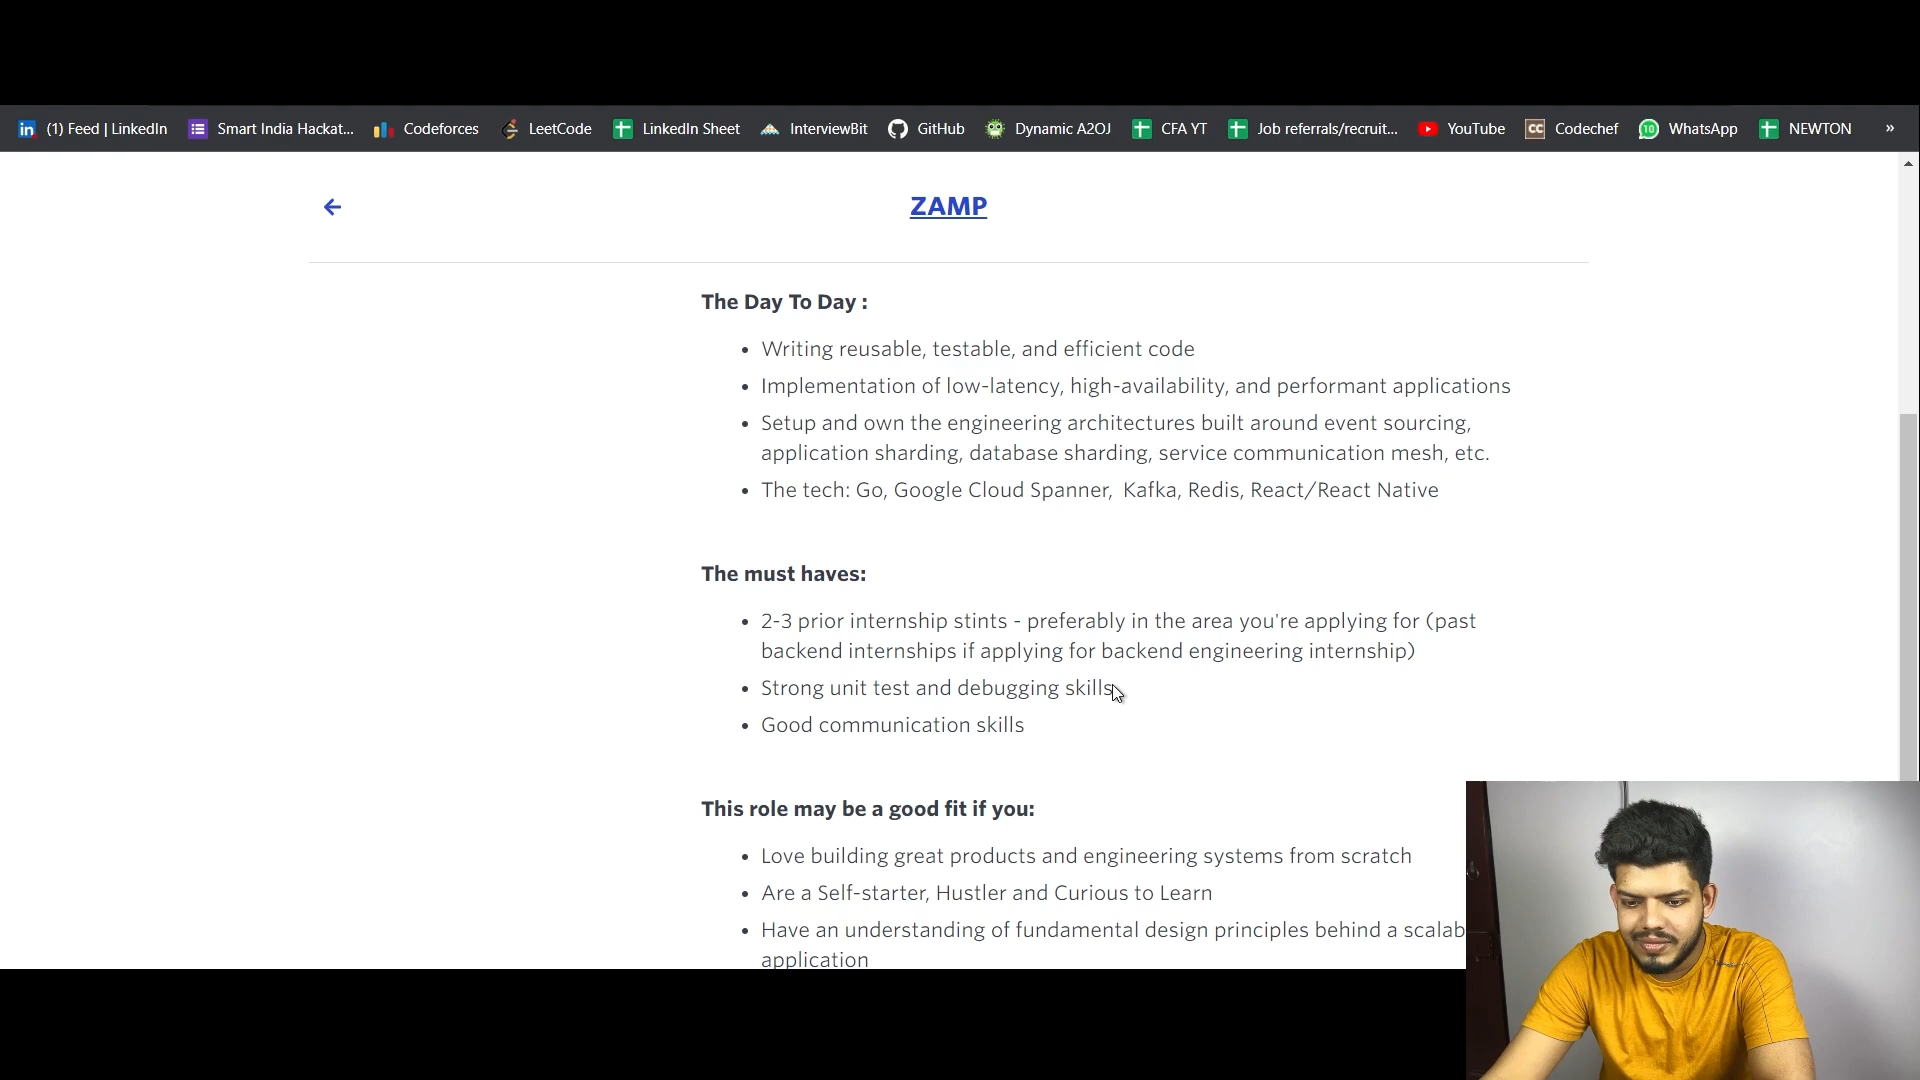 (1) Feed | LinkedIn Smart India Hackat... Codeforces LeetCode LinkedIn Sheet InterviewBit GitHub Dynamic A2OJ CFA YT Job referrals/recruit... YouTube CC Codechef 10 WhatsApp NEWTON »
ZAMP
The Day To Day :
• Writing reusable, testable, and efficient code
• Implementation of low-latency, high-availability, and performant applications
• Setup and own the engineering architectures built around event sourcing,
application sharding, database sharding, service communication mesh, etc.
• The tech: Go, Google Cloud Spanner, Kafka, Redis, React/React Native
The must haves:
• 2-3 prior internship stints - preferably in the area you're applying for (past
backend internships if applying for backend engineering internship)
• Strong unit test and debugging skills
• Good communication skills
This role may be a good fit if you:
• Love building great products and engineering systems from scratch
• Are a Self-starter, Hustler and Curious to Learn
• Have an understanding of fundamental design principles behind a scalab
application